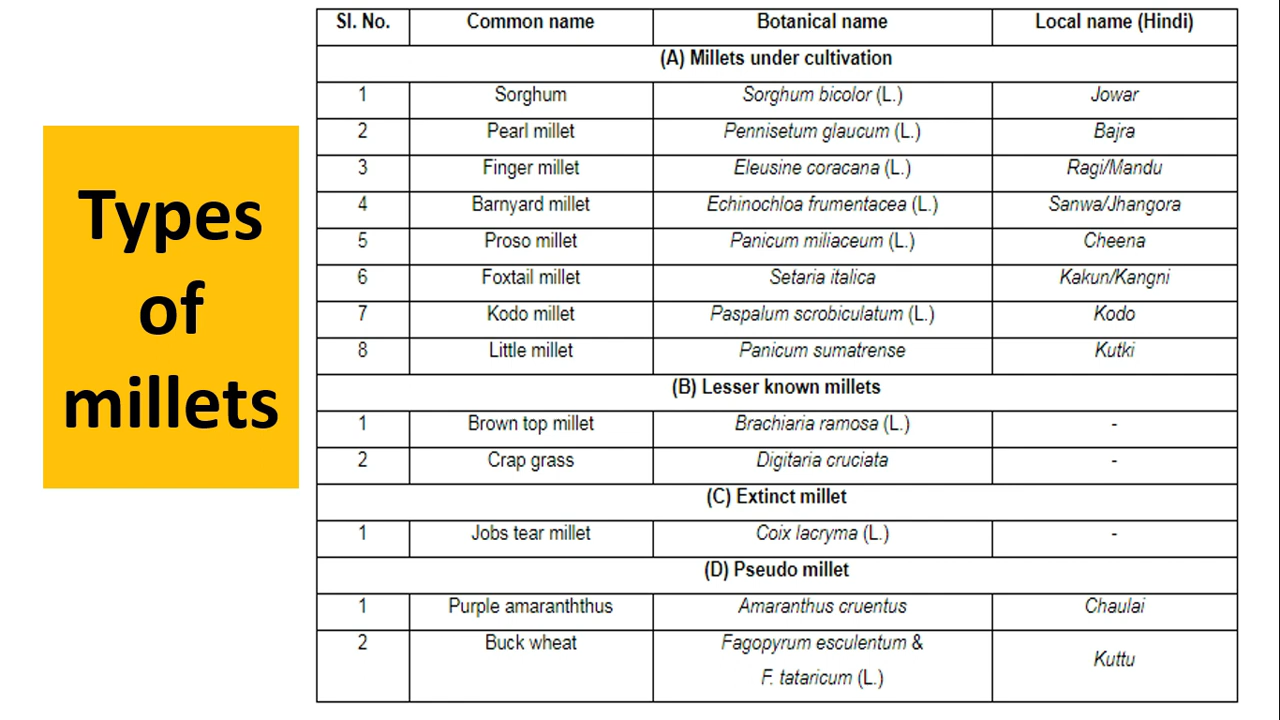 Types
of
millets
Sl. No. Common name Botanical name Local name (Hindi)
(A) Millets under cultivation
1 Sorghum Sorghum bicolor (L.) Jowar
2 Pearl millet Pennisetum glaucum (L.) Bajra
3 Finger millet Eleusine coracana (L.) Ragi/Mandu
4 Barnyard millet Echinochloa frumentacea (L.) Sanwa/Jhangora
5 Proso millet Panicum miliaceum (L.) Cheena
6 Foxtail millet Setaria italica Kakun/Kangni
7 Kodo millet Paspalum scrobiculatum (L.) Kodo
8 Little millet Panicum sumatrense Kutki
(B) Lesser known millets
1 Brown top millet Brachiaria ramosa (L.) -
2 Crap grass Digitaria cruciata -
(C) Extinct millet
1 Jobs tear millet Coix lacryma (L.) -
(D) Pseudo millet
1 Purple amaranththus Amaranthus cruentus Chaulai
2 Buck wheat Fagopyrum esculentum &
F. tataricum (L.) Kuttu